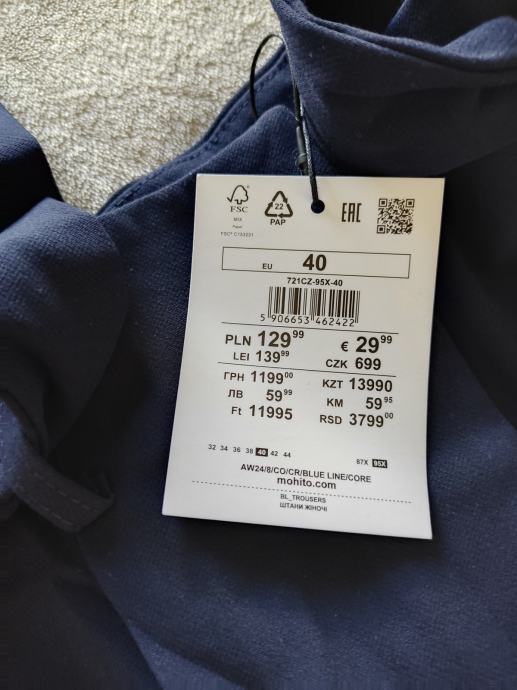 FSC
MIX
Paper
FSC® C133221
22
PAP
EAC
EU 40
721CZ-95X-40
5 906653 462422
PLN 129 99 € 29 99
LEI 139 99 CZK 699
ГРН 1199 00 KZT 13990
ЛВ 59 99 KM 59 95
Ft 11995 RSD 3799 00
32 34 36 38 40 42 44 87X 95X
AW24/8/CO/CR/BLUE LINE/CORE
mohito.com
BL_TROUSERS
ШТАНИ ЖІНОЧІ